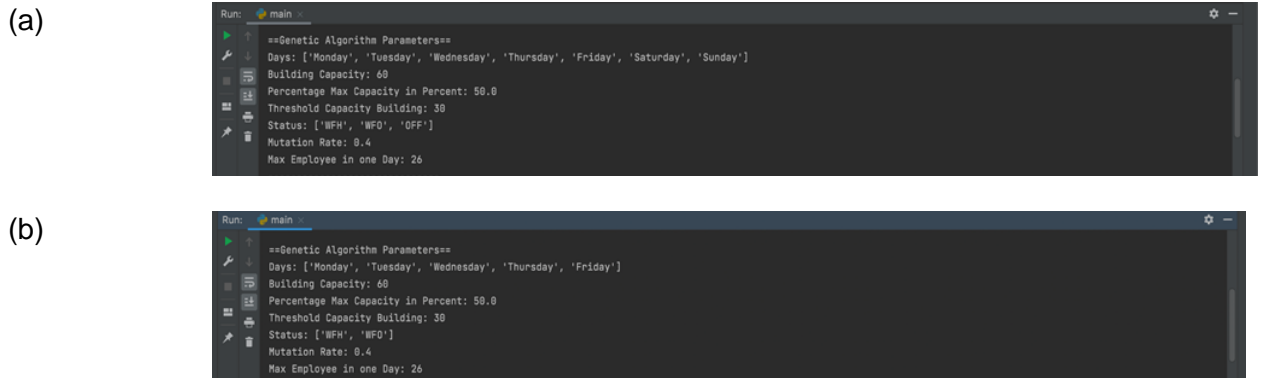 (a)
Run: main ×
==Genetic Algorithm Parameters==
Days: ['Monday', 'Tuesday', 'Wednesday', 'Thursday', 'Friday', 'Saturday', 'Sunday']
Building Capacity: 60
Percentage Max Capacity in Percent: 50.0
Threshold Capacity Building: 30
Status: ['WFH', 'WFO', 'OFF']
Mutation Rate: 0.4
Max Employee in one Day: 26
(b)
Run: main ×
==Genetic Algorithm Parameters==
Days: ['Monday', 'Tuesday', 'Wednesday', 'Thursday', 'Friday']
Building Capacity: 60
Percentage Max Capacity in Percent: 50.0
Threshold Capacity Building: 30
Status: ['WFH', 'WFO']
Mutation Rate: 0.4
Max Employee in one Day: 26